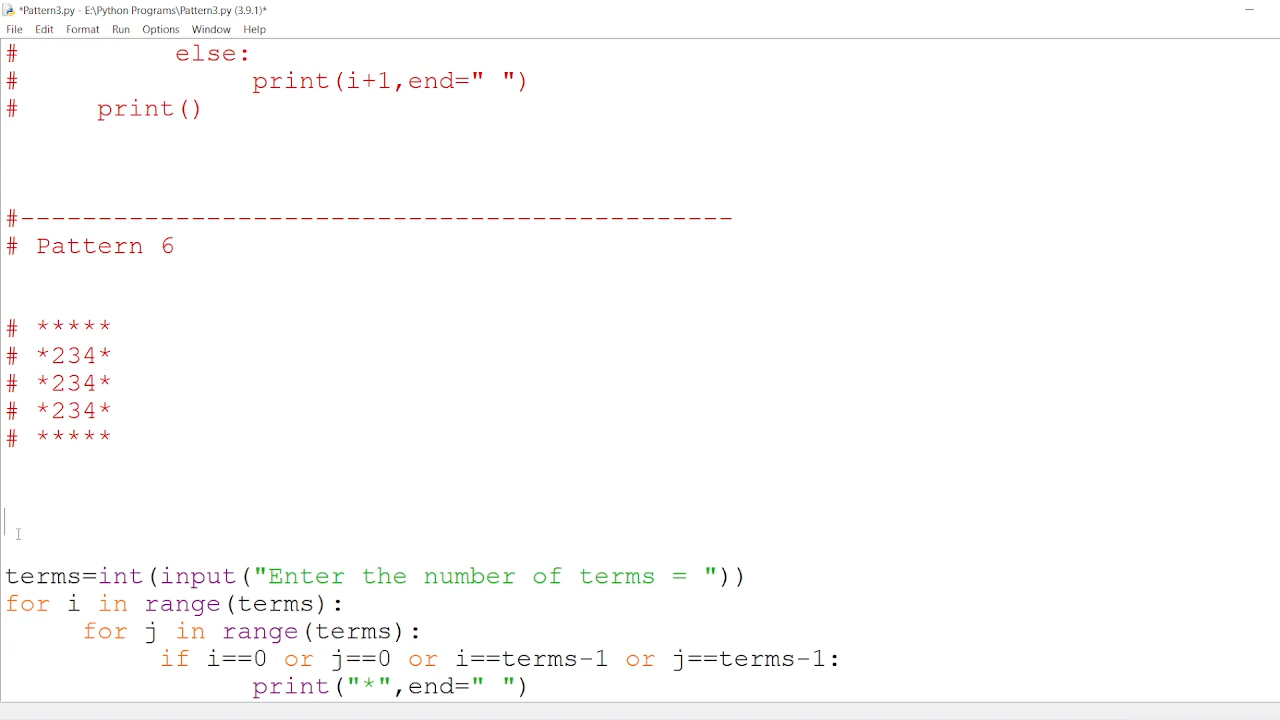 *Pattern3.py - E:\Python Programs\Pattern3.py (3.9.1)*
File Edit Format Run Options Window Help
#          else:
#               print(i+1,end=" ")
#     print()
#----------------------------------------------
# Pattern 6
# *****
# *234*
# *234*
# *234*
# *****
terms=int(input("Enter the number of terms = "))
for i in range(terms):
     for j in range(terms):
          if i==0 or j==0 or i==terms-1 or j==terms-1:
                print("*",end=" ")